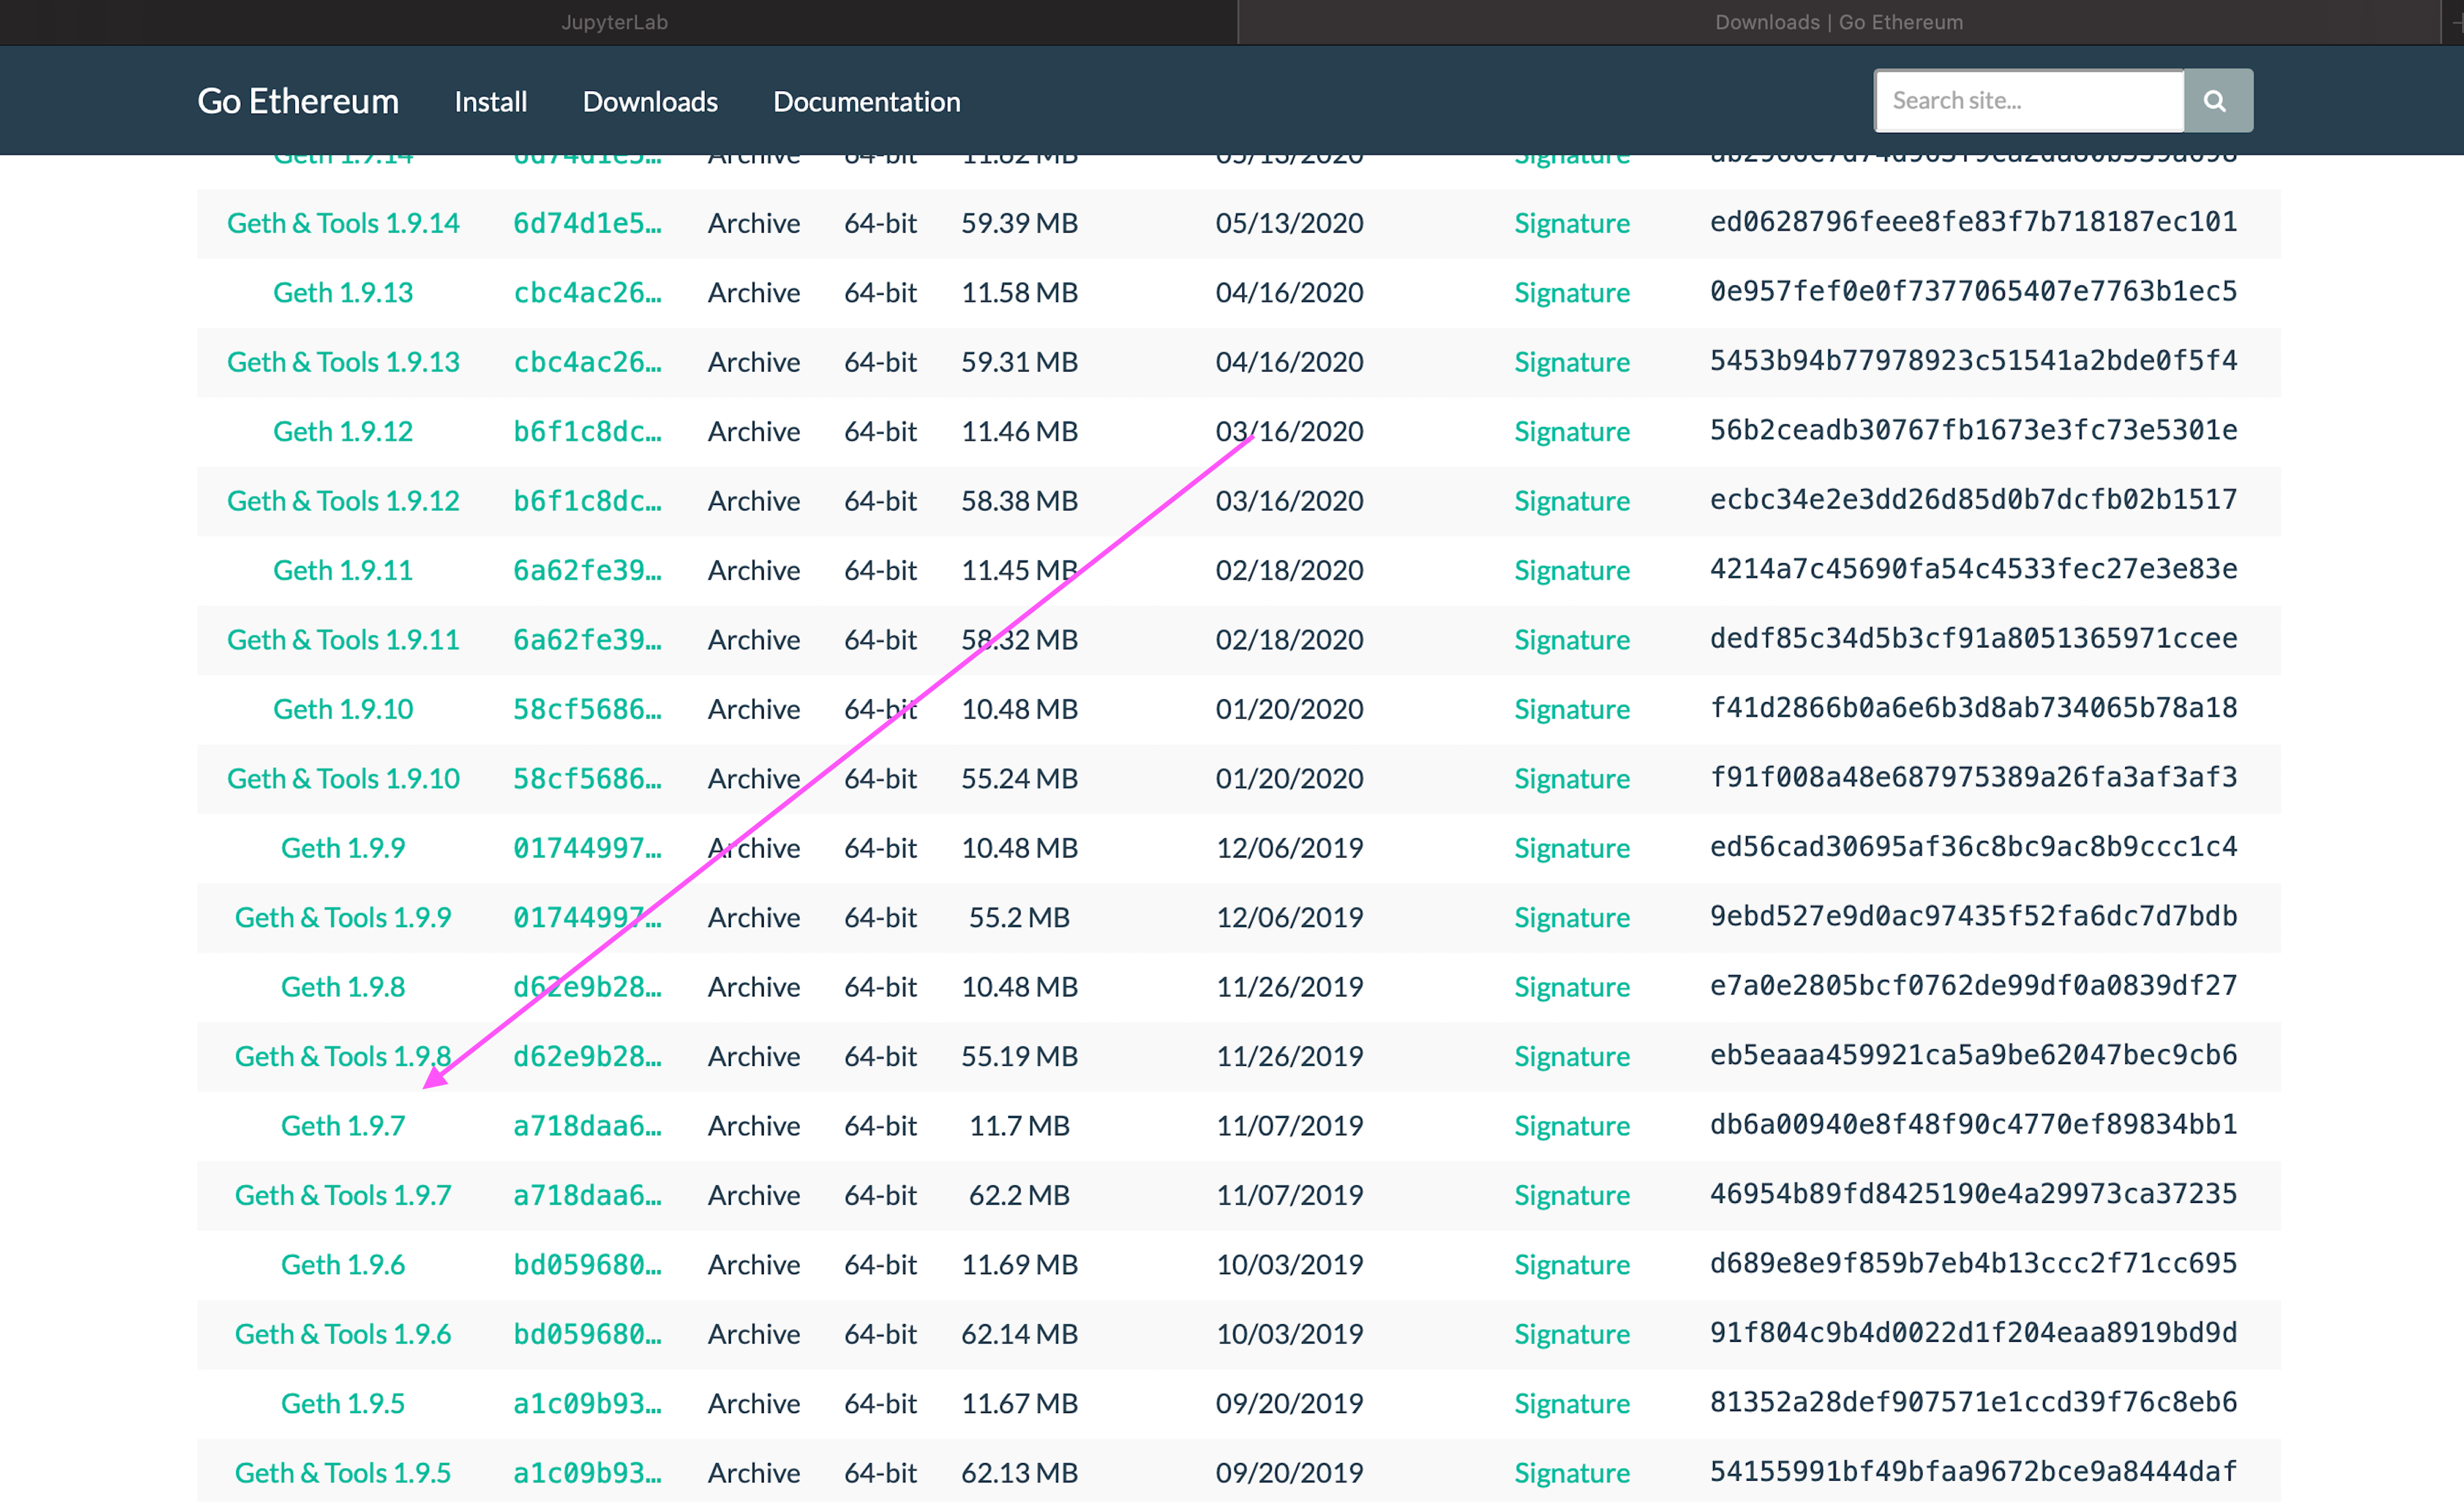 JupyterLab Downloads | Go Ethereum
Go Ethereum Install Downloads Documentation Search site...
Geth & Tools 1.9.14 6d74d1e5… Archive 64-bit 59.39 MB 05/13/2020 Signature ed0628796feee8fe83f7b718187ec101
Geth 1.9.13 cbc4ac26… Archive 64-bit 11.58 MB 04/16/2020 Signature 0e957fef0e0f7377065407e7763b1ec5
Geth & Tools 1.9.13 cbc4ac26… Archive 64-bit 59.31 MB 04/16/2020 Signature 5453b94b77978923c51541a2bde0f5f4
Geth 1.9.12 b6f1c8dc… Archive 64-bit 11.46 MB 03/16/2020 Signature 56b2ceadb30767fb1673e3fc73e5301e
Geth & Tools 1.9.12 b6f1c8dc… Archive 64-bit 58.38 MB 03/16/2020 Signature ecbc34e2e3dd26d85d0b7dcfb02b1517
Geth 1.9.11 6a62fe39… Archive 64-bit 11.45 MB 02/18/2020 Signature 4214a7c45690fa54c4533fec27e3e83e
Geth & Tools 1.9.11 6a62fe39… Archive 64-bit 58.32 MB 02/18/2020 Signature dedf85c34d5b3cf91a8051365971ccee
Geth 1.9.10 58cf5686… Archive 64-bit 10.48 MB 01/20/2020 Signature f41d2866b0a6e6b3d8ab734065b78a18
Geth & Tools 1.9.10 58cf5686… Archive 64-bit 55.24 MB 01/20/2020 Signature f91f008a48e687975389a26fa3af3af3
Geth 1.9.9 01744997… Archive 64-bit 10.48 MB 12/06/2019 Signature ed56cad30695af36c8bc9ac8b9ccc1c4
Geth & Tools 1.9.9 01744997… Archive 64-bit 55.2 MB 12/06/2019 Signature 9ebd527e9d0ac97435f52fa6dc7d7bdb
Geth 1.9.8 d62e9b28… Archive 64-bit 10.48 MB 11/26/2019 Signature e7a0e2805bcf0762de99df0a0839df27
Geth & Tools 1.9.8 d62e9b28… Archive 64-bit 55.19 MB 11/26/2019 Signature eb5eaaa459921ca5a9be62047bec9cb6
Geth 1.9.7 a718daa6… Archive 64-bit 11.7 MB 11/07/2019 Signature db6a00940e8f48f90c4770ef89834bb1
Geth & Tools 1.9.7 a718daa6… Archive 64-bit 62.2 MB 11/07/2019 Signature 46954b89fd8425190e4a29973ca37235
Geth 1.9.6 bd059680… Archive 64-bit 11.69 MB 10/03/2019 Signature d689e8e9f859b7eb4b13ccc2f71cc695
Geth & Tools 1.9.6 bd059680… Archive 64-bit 62.14 MB 10/03/2019 Signature 91f804c9b4d0022d1f204eaa8919bd9d
Geth 1.9.5 a1c09b93… Archive 64-bit 11.67 MB 09/20/2019 Signature 81352a28def907571e1ccd39f76c8eb6
Geth & Tools 1.9.5 a1c09b93… Archive 64-bit 62.13 MB 09/20/2019 Signature 54155991bf49bfaa9672bce9a8444daf